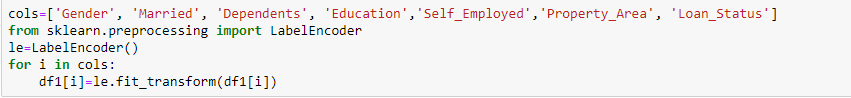 cols=['Gender', 'Married', 'Dependents', 'Education','Self_Employed','Property_Area', 'Loan_Status']
from sklearn.preprocessing import LabelEncoder
le=LabelEncoder()
for i in cols:
    df1[i]=le.fit_transform(df1[i])